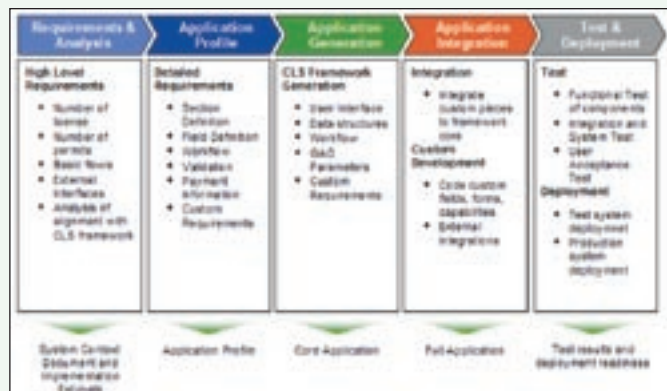 Requirements &
Analysis
High Level
Requirements
Number of
license
Number of
permits
Basic flows
External
Interfaces
Analysis of
alignment with
CLS framework
System Context
Document and
Implementation
Estimate
Application
Profile
Detailed
Requirements
Section
Definition
Field Definition
Workflow
Validation
Payment
Information
Custom
Requirements
Application Profile
Application
Generation
CLS Framework
Generation
User Interface
Data structures
Workflow
Parameters
Custom
Requirements
Core Application
Application
Integration
Integration
Integrate
custom pieces
to framework
core
Custom
Development
Code custom
fields, forms,
capabilities
External
integrations
Full Application
Test &
Deployment
Test
Functional Test
of components
Integration and
System Test
User
Acceptance
Test
Deployment
Test system
deployment
Production
system
deployment
Test results and
deployment readiness